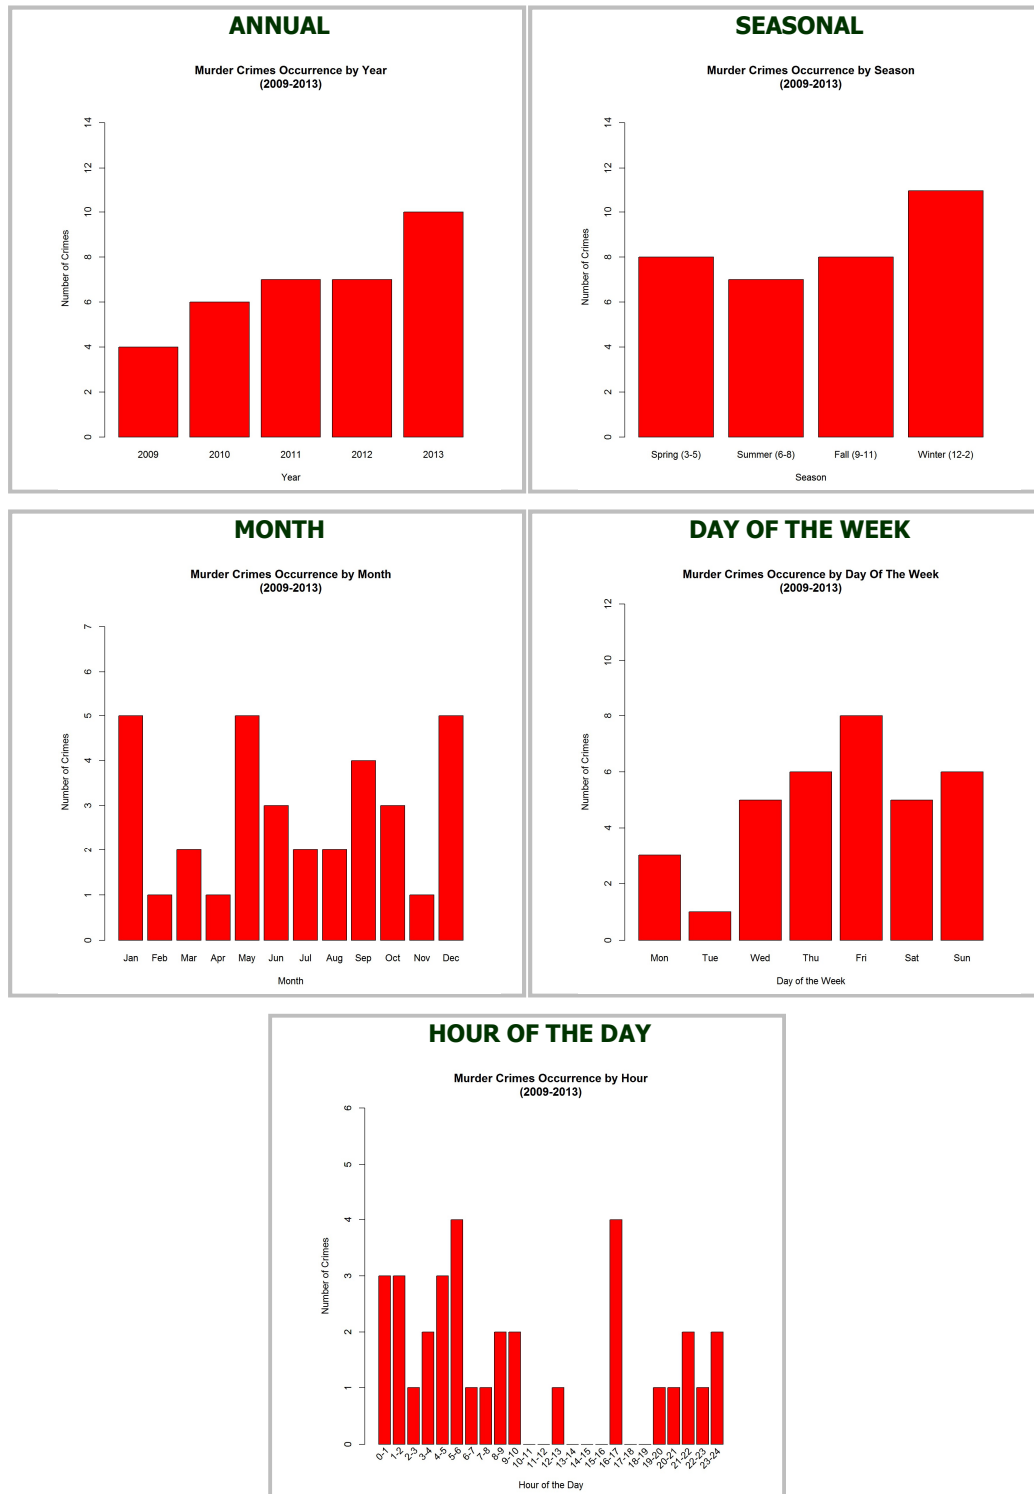 ANNUAL
Murder Crimes Occurrence by Year
(2009-2013)
14
12
10
8
6
4
2
0
Number of Crimes
2009 2010 2011 2012 2013
Year
SEASONAL
Murder Crimes Occurrence by Season
(2009-2013)
14
12
10
8
6
4
2
0
Number of Crimes
Spring (3-5) Summer (6-8) Fall (9-11) Winter (12-2)
Season
MONTH
Murder Crimes Occurrence by Month
(2009-2013)
7
6
5
4
3
2
1
0
Number of Crimes
Jan Feb Mar Apr May Jun Jul Aug Sep Oct Nov Dec
Month
DAY OF THE WEEK
Murder Crimes Occurence by Day Of The Week
(2009-2013)
12
10
8
6
4
2
0
Number of Crimes
Mon Tue Wed Thu Fri Sat Sun
Day of the Week
HOUR OF THE DAY
Murder Crimes Occurrence by Hour
(2009-2013)
6
5
4
3
2
1
0
Number of Crimes
0-1 1-2 2-3 3-4 4-5 5-6 6-7 7-8 8-9 9-10 10-11 11-12 12-13 13-14 14-15 15-16 16-17 17-18 18-19 19-20 20-21 21-22 22-23 23-24
Hour of the Day